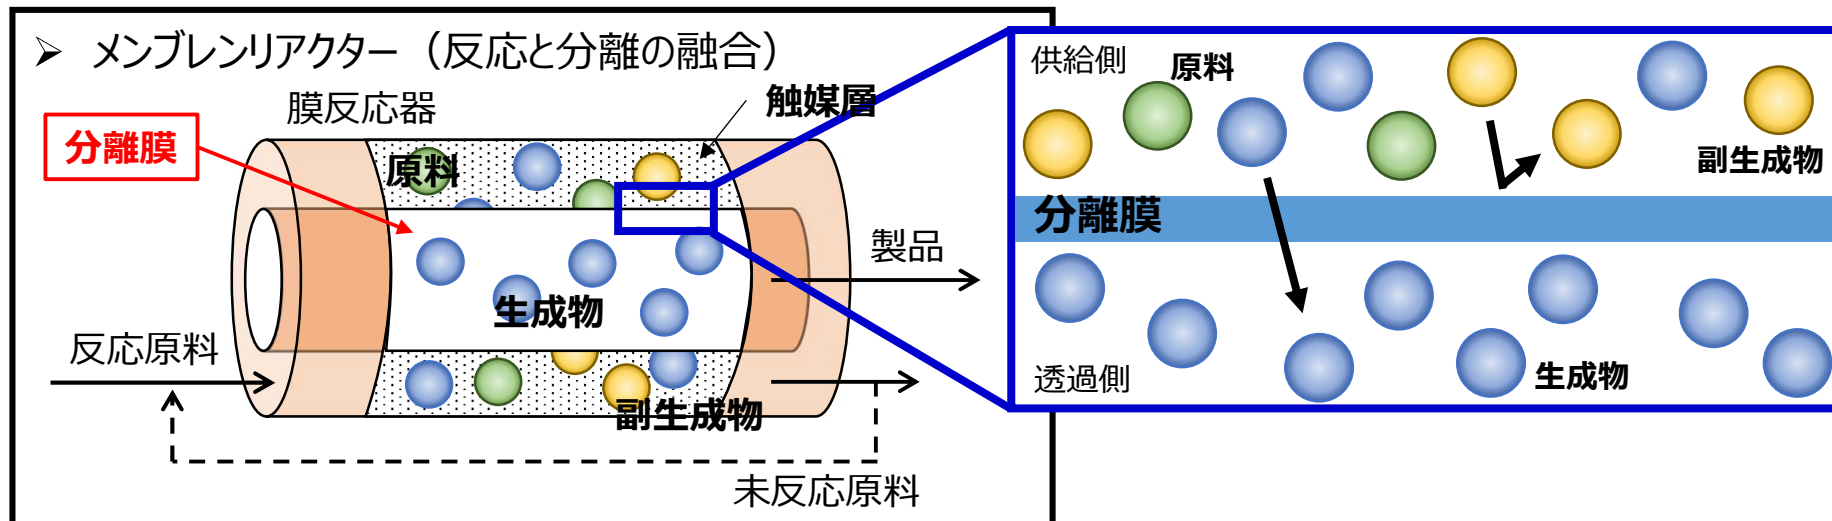 ➢ メンブレンリアクター（反応と分離の融合）
膜反応器
触媒層
分離膜
原料
製品
生成物
反応原料
副生成物
未反応原料
供給側
原料
副生成物
分離膜
透過側
生成物